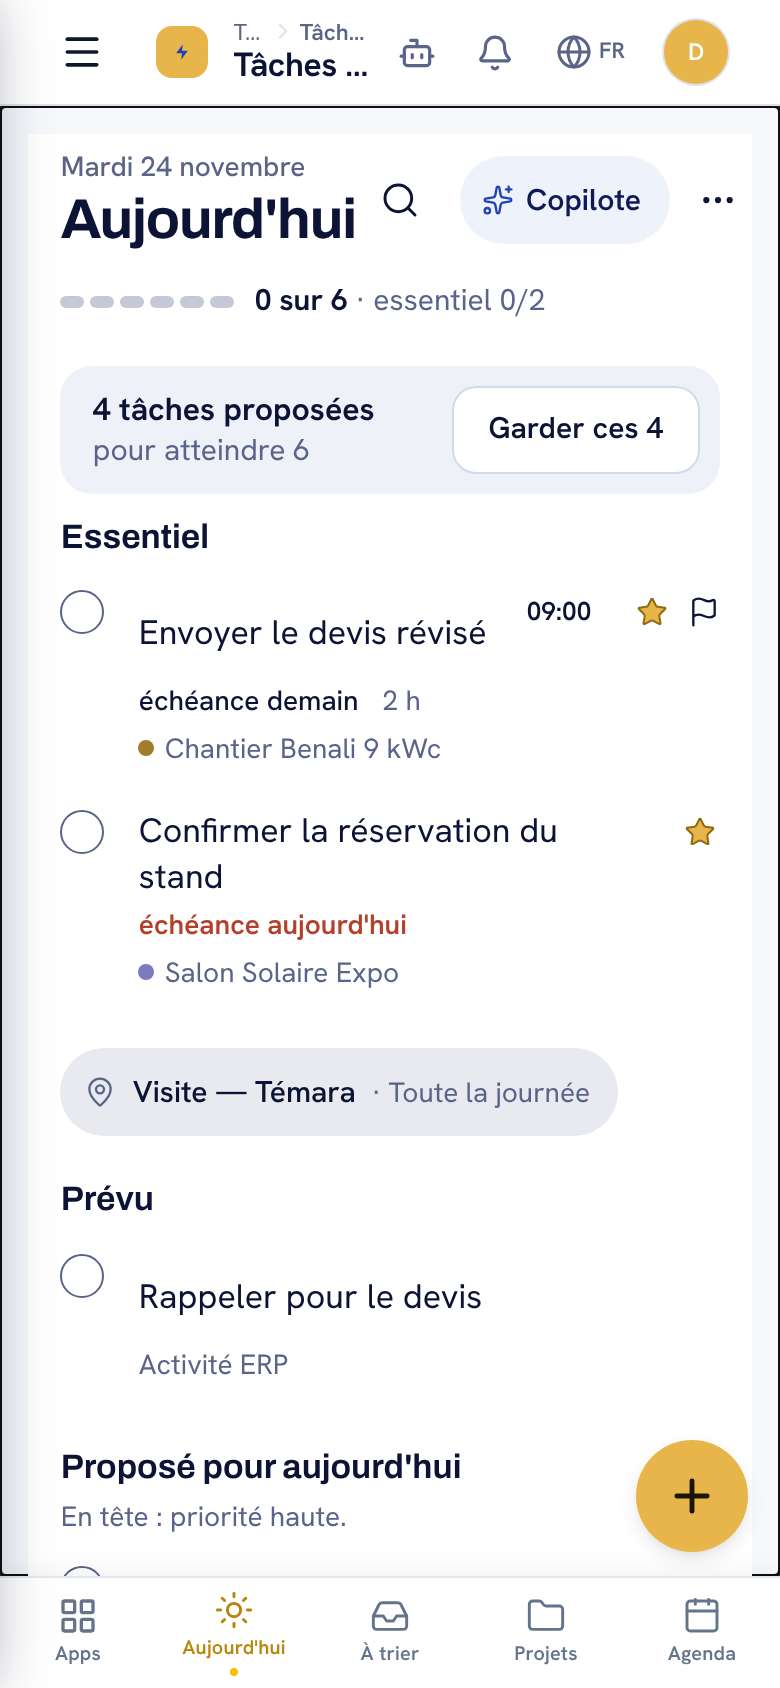 T... > Tâch...
Tâches ...
FR
D
Mardi 24 novembre
Aujourd'hui
Copilote
0 sur 6 · essentiel 0/2
4 tâches proposées
pour atteindre 6
Garder ces 4
Essentiel
Envoyer le devis révisé
09:00
échéance demain 2 h
Chantier Benali 9 kWc
Confirmer la réservation du
stand
échéance aujourd'hui
Salon Solaire Expo
Visite — Témara · Toute la journée
Prévu
Rappeler pour le devis
Activité ERP
Proposé pour aujourd'hui
En tête : priorité haute.
Apps
Aujourd'hui
À trier
Projets
Agenda